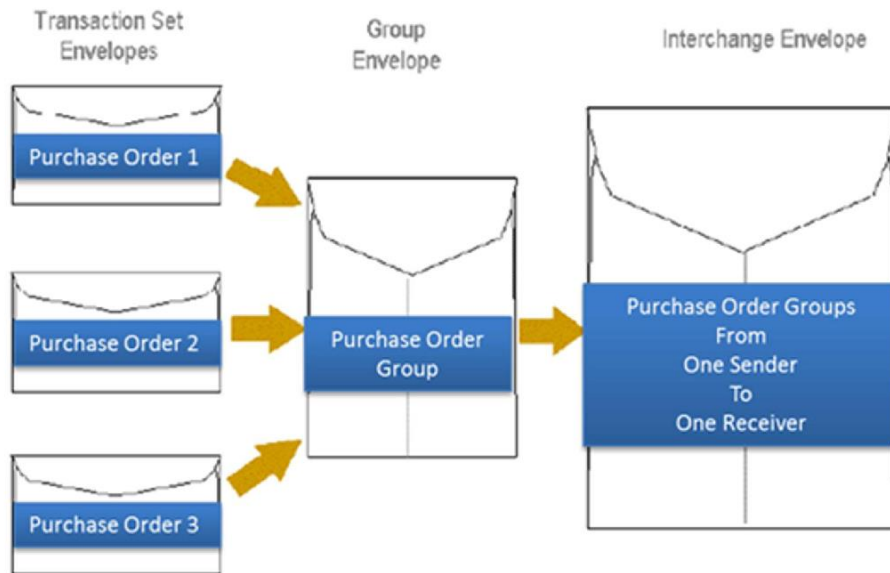 Transaction Set
Envelopes
Group
Envelope
Interchange Envelope
Purchase Order 1
Purchase Order 2
Purchase Order 3
Purchase Order
Group
Purchase Order Groups
From
One Sender
To
One Receiver